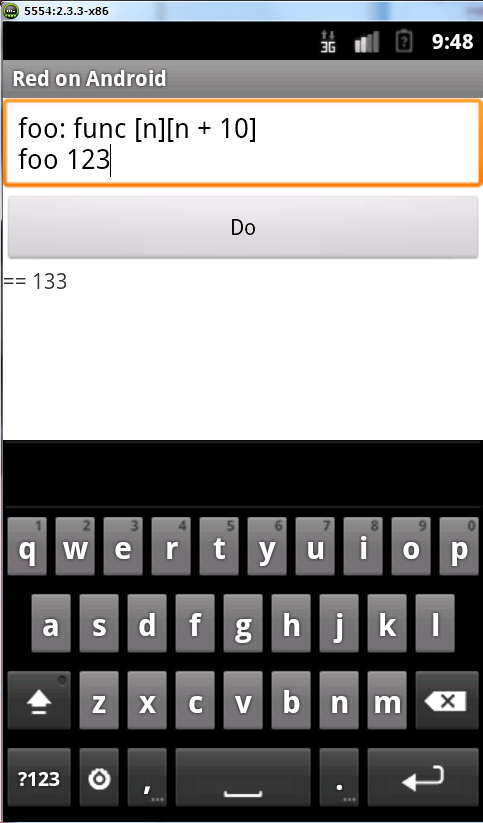 5554:2.3.3-x86
3G
9:48
Red on Android
foo: func [n][n + 10]
foo 123
Do
== 133
1 2 3 4 5 6 7 8 9 0
q w e r t y u i o p
a s d f g h j k l
z x c v b n m
?123 , ... . ...